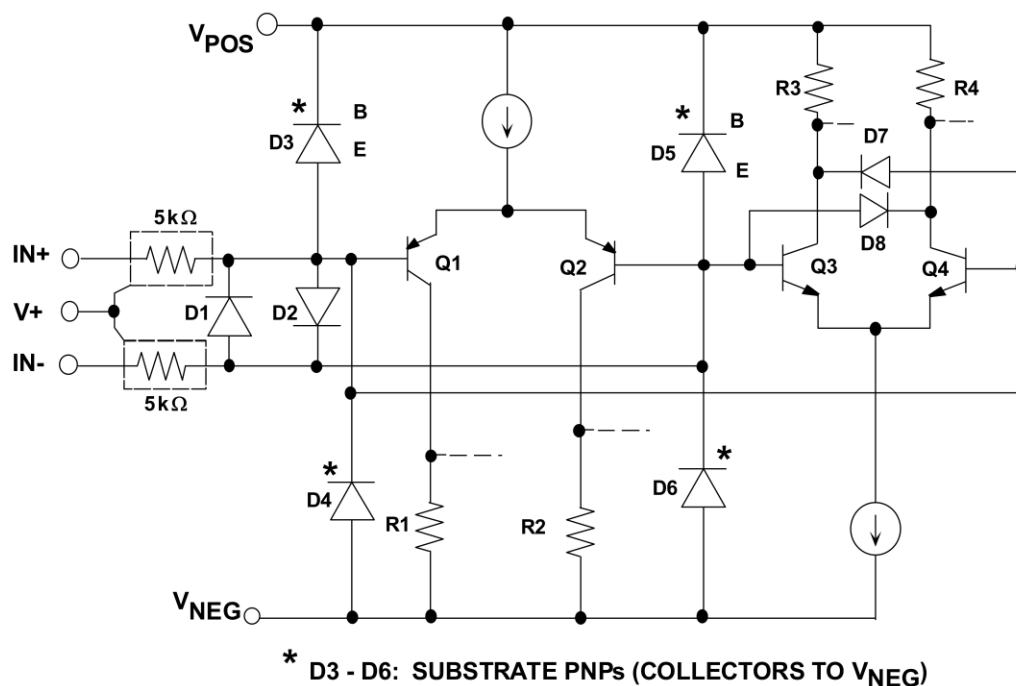 VPOS
*
B
D3
E
*
B
D5
E
R3
R4
D7
D8
5kΩ
IN+
Q1
Q2
Q3
Q4
V+
D1
D2
IN-
5kΩ
*
D4
R1
R2
D6
*
VNEG
* D3 - D6: SUBSTRATE PNPs (COLLECTORS TO VNEG)